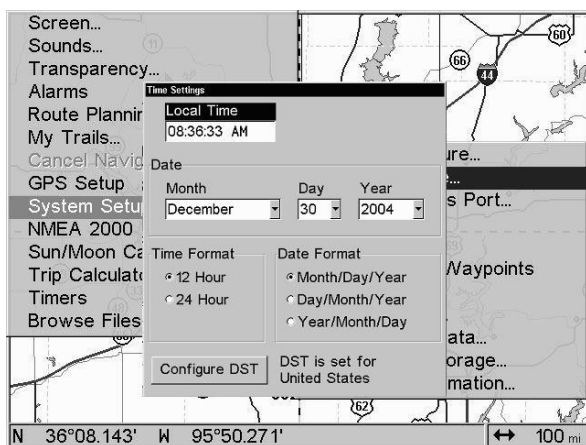 Screen...
Sounds...
Transparency...
Alarms
Route Plannin
My Trails...
Cancel Navig
GPS Setup
System Setu
NMEA 2000
Sun/Moon Ca
Trip Calculat
Timers
Browse Files
Time Settings
Local Time
08:36:33 AM
Date
Month Day Year
December 30 2004
Time Format
12 Hour
24 Hour
Date Format
Month/Day/Year
Day/Month/Year
Year/Month/Day
Configure DST
DST is set for
United States
ure...
...
s Port...
Waypoints
ata...
orage...
mation...
60
66
44
11
69
62
N 36°08.143' W 95°50.271' 100 mi